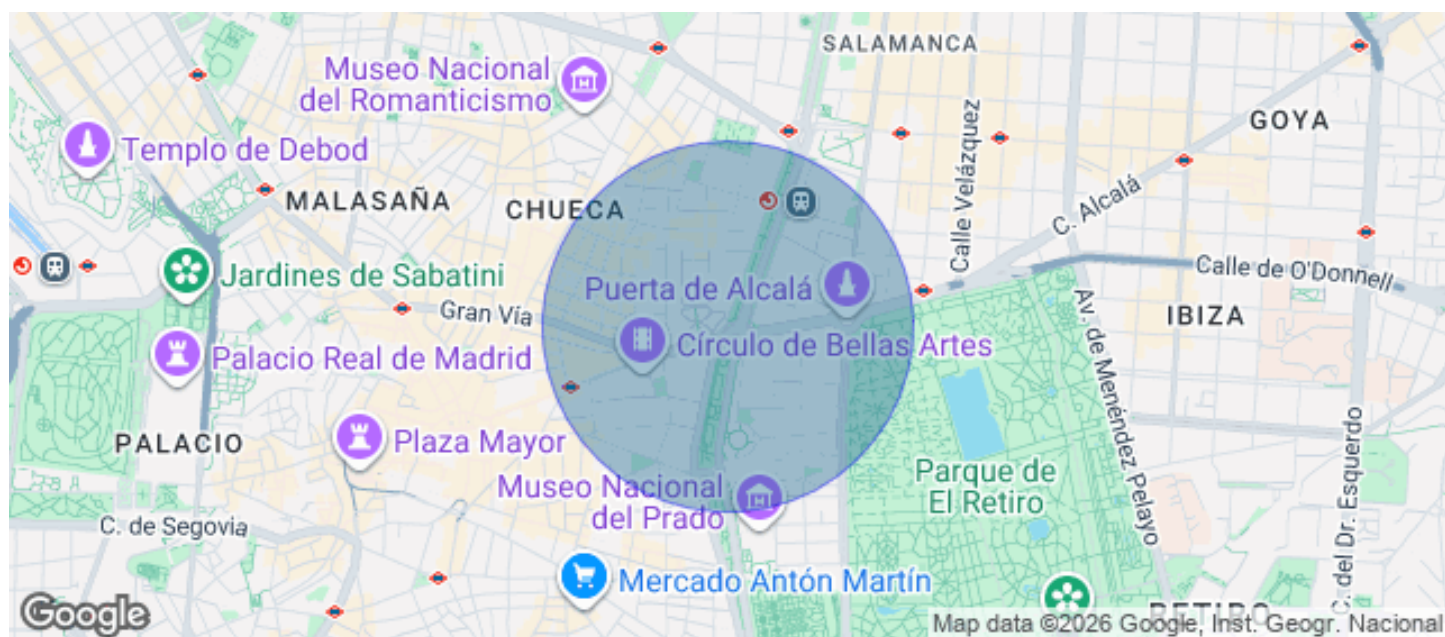 SALAMANCA
Museo Nacional
del Romanticismo
GOYA
Templo de Debod
Calle Velázquez
MALASAÑA
CHUECA
C. Alcalá
Jardines de Sabatini
Puerta de Alcalá
Calle de O'Donnell
Gran Vía
IBIZA
Palacio Real de Madrid
Círculo de Bellas Artes
Av. de Menéndez Pelayo
PALACIO
Plaza Mayor
Parque de
El Retiro
Museo Nacional
del Prado
C. del Dr. Esquerdo
C. de Segovia
Mercado Antón Martín
RETIRO
Google
Map data ©2026 Google, Inst. Geogr. Nacional